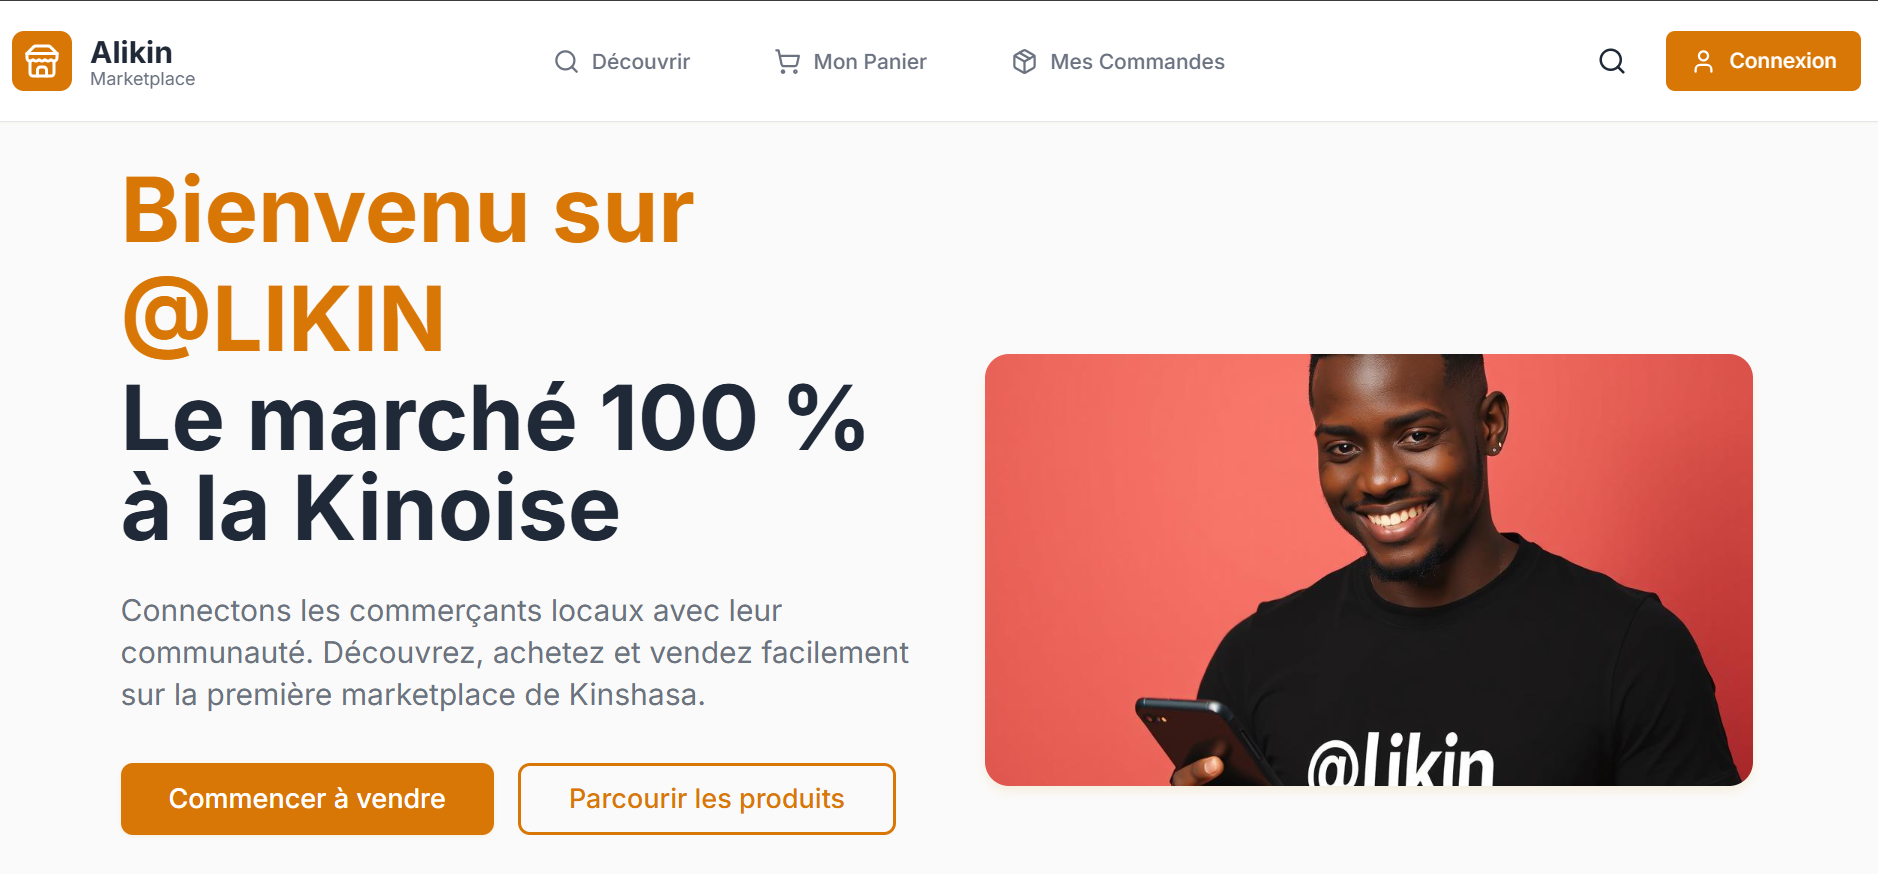 Alikin
Marketplace
Découvrir
Mon Panier
Mes Commandes
Connexion
Bienvenu sur
@LIKIN
Le marché 100 %
à la Kinoise
Connectons les commerçants locaux avec leur
communauté. Découvrez, achetez et vendez facilement
sur la première marketplace de Kinshasa.
Commencer à vendre
Parcourir les produits
@likin